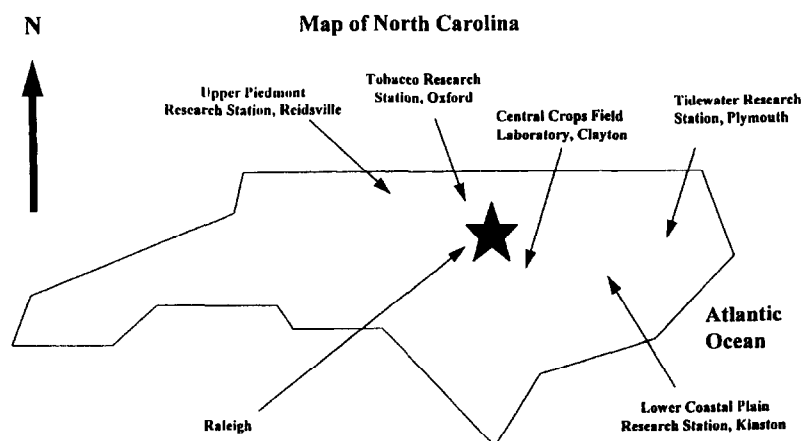 N
Map of North Carolina
Upper Piedmont
Research Station, Reidsville
Tobacco Research
Station, Oxford
Central Crops Field
Laboratory, Clayton
Tidewater Research
Station, Plymouth
Atlantic
Ocean
Raleigh
Lower Coastal Plain
Research Station, Kinston